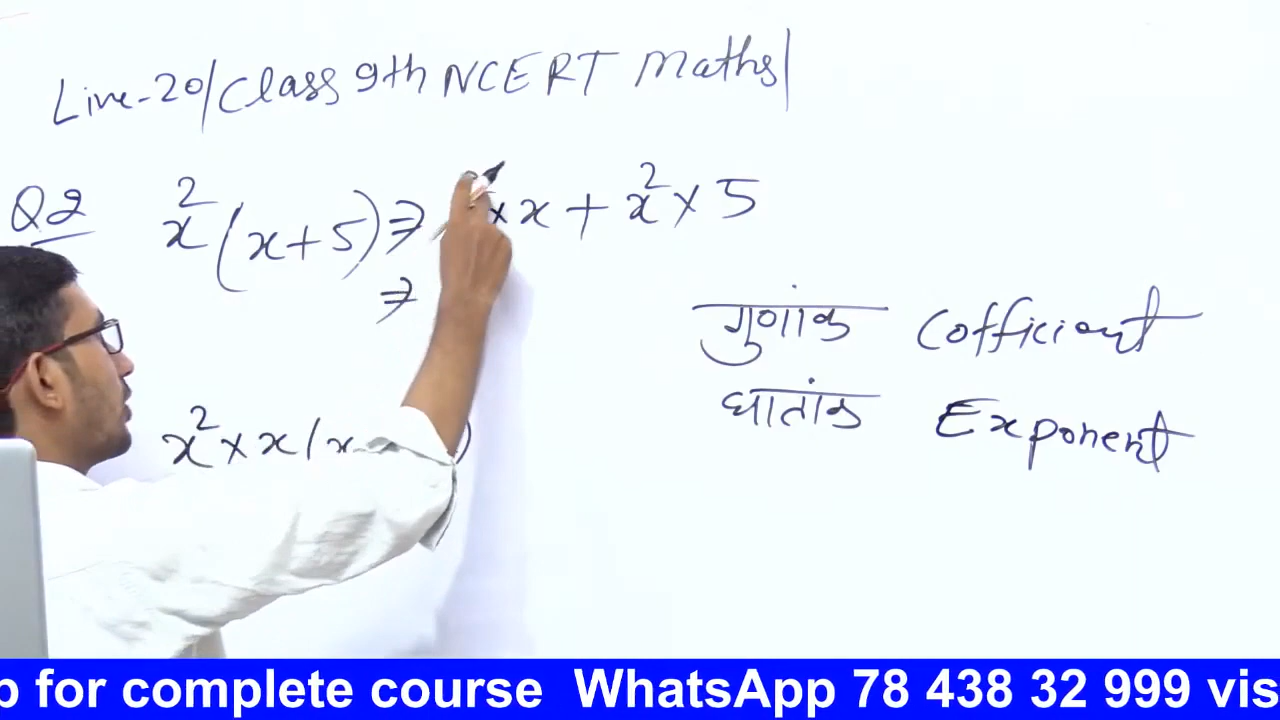 Live-20/Class 9th NCERT Maths/
Q2 x²(x+5) ⇒ ×x + x²×5
⇒
गुणांक Cofficient
घातांक Exponent
x²×x/x
p for complete course WhatsApp 78 438 32 999 vis